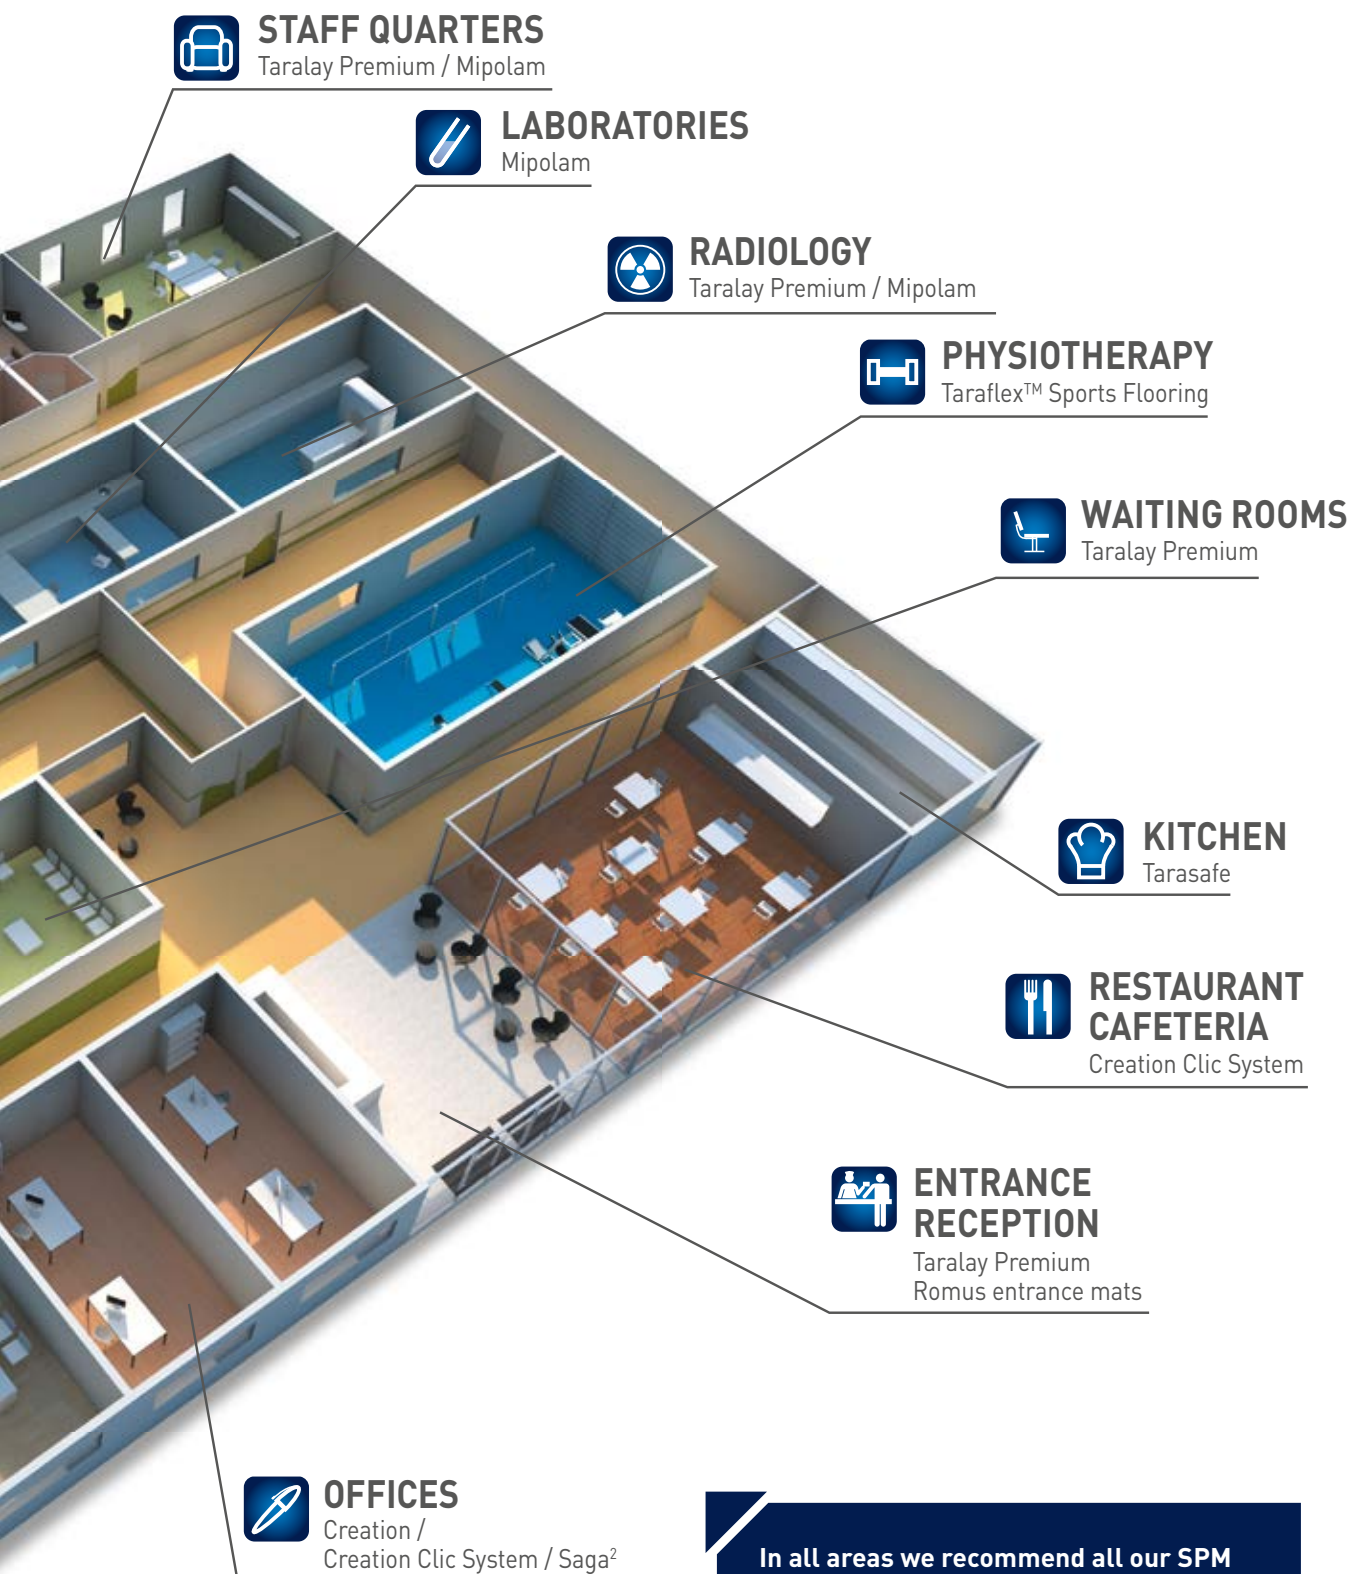 STAFF QUARTERS
Taralay Premium / Mipolam
LABORATORIES
Mipolam
RADIOLOGY
Taralay Premium / Mipolam
PHYSIOTHERAPY
Taraflex™ Sports Flooring
WAITING ROOMS
Taralay Premium
KITCHEN
Tarasafe
RESTAURANT
CAFETERIA
Creation Clic System
ENTRANCE
RECEPTION
Taralay Premium
Romus entrance mats
OFFICES
Creation /
Creation Clic System / Saga²
In all areas we recommend all our SPM